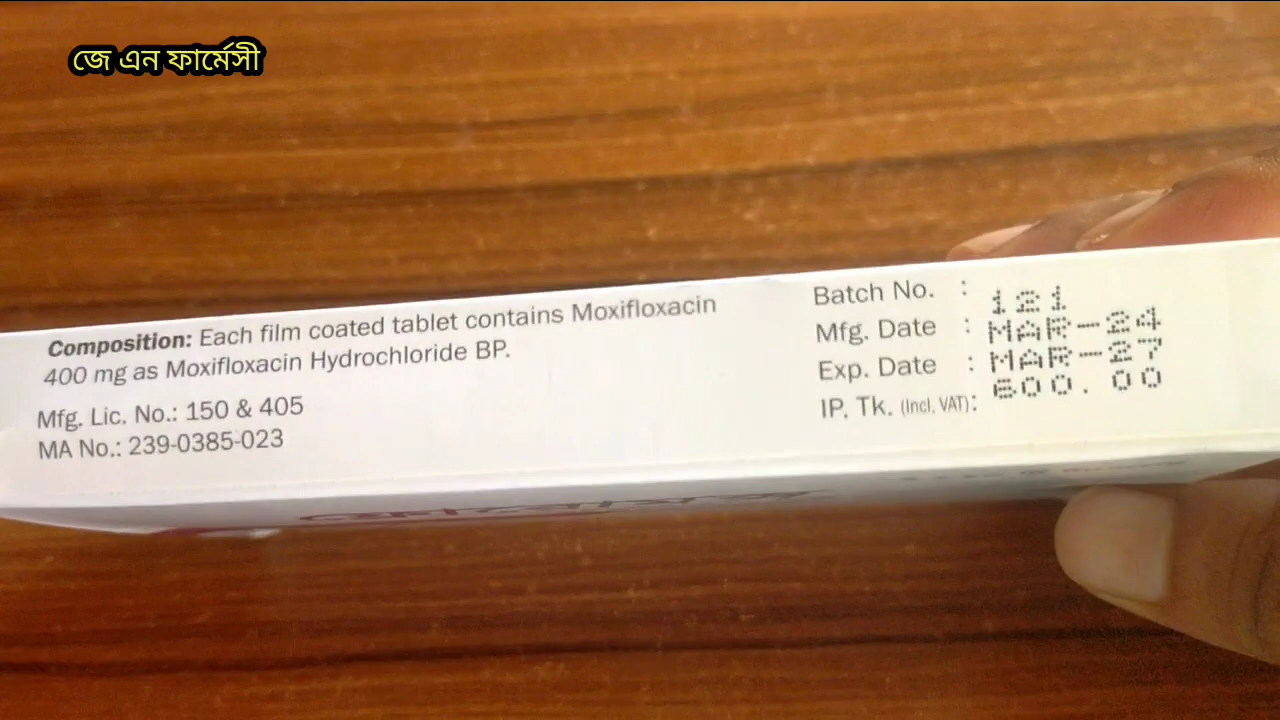 জে এন ফার্মেসী
Composition: Each film coated tablet contains Moxifloxacin
400 mg as Moxifloxacin Hydrochloride BP.
Mfg. Lic. No.: 150 & 405
MA No.: 239-0385-023
Batch No. : 121
Mfg. Date : MAR-24
Exp. Date : MAR-27
IP. Tk. (Incl. VAT): 600.00